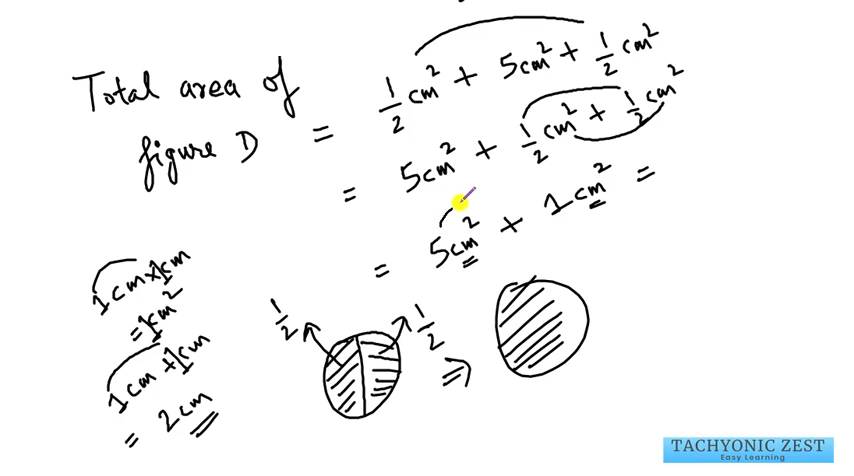 Total area of
figure D = 1/2 cm² + 5cm² + 1/2 cm²
= 5cm² + 1/2 cm² + 1/2 cm²
= 5cm² + 1cm² =
1cm × 1cm
= 1cm²
1cm + 1cm
= 2cm
1/2 1/2 ⇒
TACHYONIC ZEST
Easy Learning